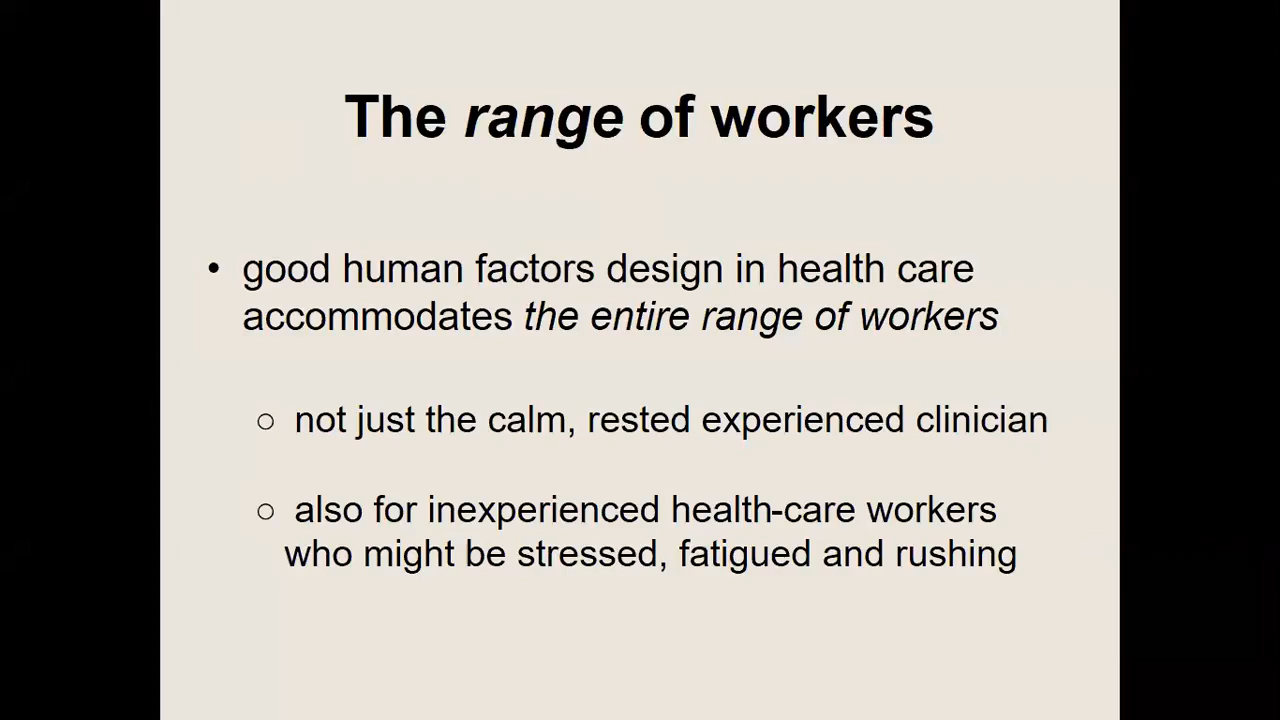 The range of workers
• good human factors design in health care
accommodates the entire range of workers
○ not just the calm, rested experienced clinician
○ also for inexperienced health-care workers
who might be stressed, fatigued and rushing